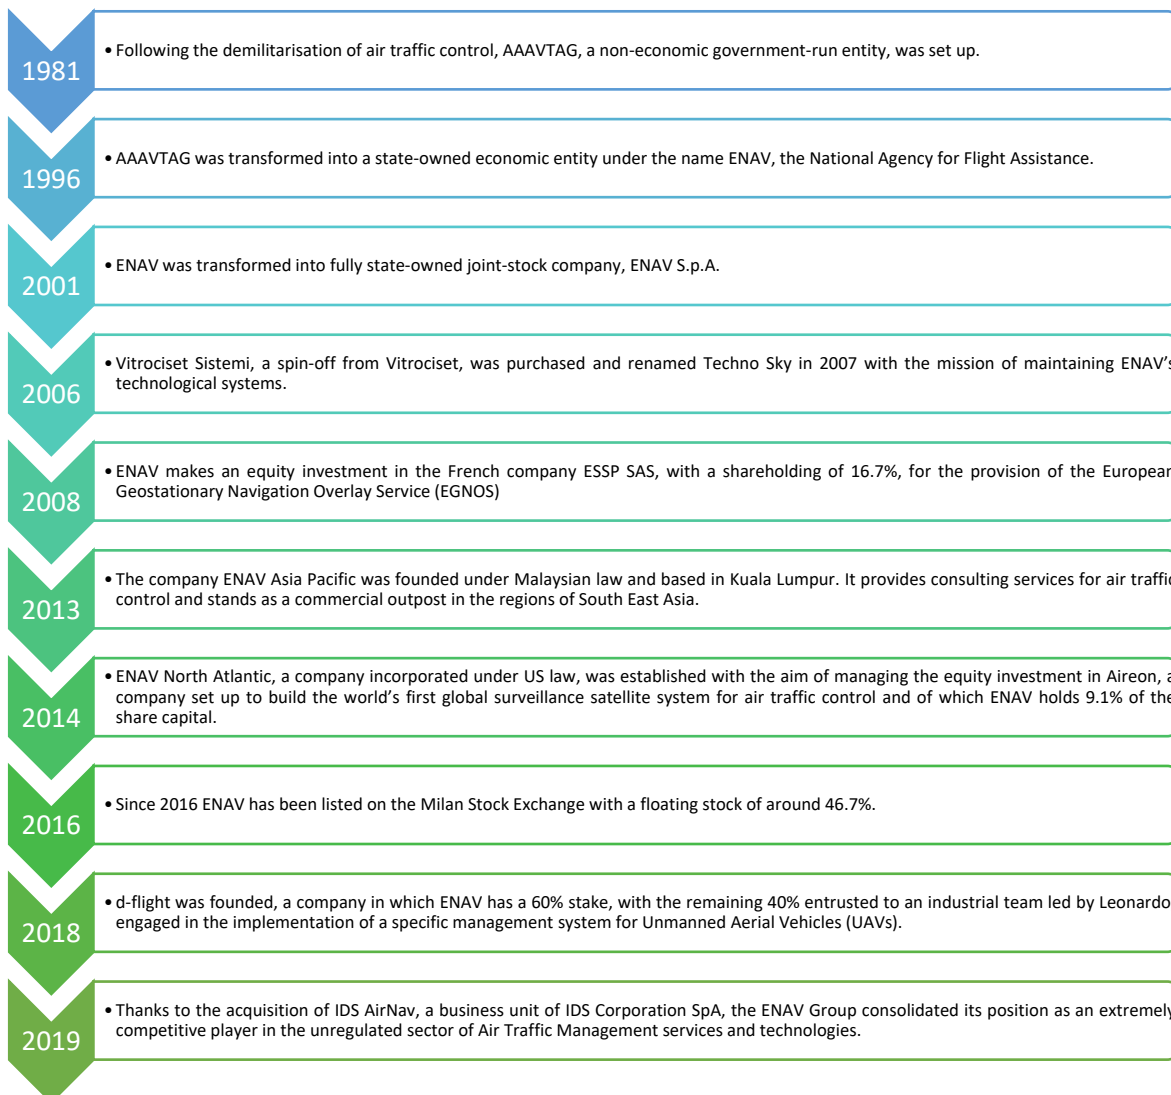 1981
• Following the demilitarisation of air traffic control, AAAVTAG, a non-economic government-run entity, was set up.
1996
• AAAVTAG was transformed into a state-owned economic entity under the name ENAV, the National Agency for Flight Assistance.
2001
• ENAV was transformed into fully state-owned joint-stock company, ENAV S.p.A.
2006
• Vitrociset Sistemi, a spin-off from Vitrociset, was purchased and renamed Techno Sky in 2007 with the mission of maintaining ENAV's
technological systems.
2008
• ENAV makes an equity investment in the French company ESSP SAS, with a shareholding of 16.7%, for the provision of the European
Geostationary Navigation Overlay Service (EGNOS)
2013
• The company ENAV Asia Pacific was founded under Malaysian law and based in Kuala Lumpur. It provides consulting services for air traffic
control and stands as a commercial outpost in the regions of South East Asia.
2014
• ENAV North Atlantic, a company incorporated under US law, was established with the aim of managing the equity investment in Aireon, a
company set up to build the world's first global surveillance satellite system for air traffic control and of which ENAV holds 9.1% of the
share capital.
2016
• Since 2016 ENAV has been listed on the Milan Stock Exchange with a floating stock of around 46.7%.
2018
• d-flight was founded, a company in which ENAV has a 60% stake, with the remaining 40% entrusted to an industrial team led by Leonardo
engaged in the implementation of a specific management system for Unmanned Aerial Vehicles (UAVs).
2019
• Thanks to the acquisition of IDS AirNav, a business unit of IDS Corporation SpA, the ENAV Group consolidated its position as an extremely
competitive player in the unregulated sector of Air Traffic Management services and technologies.